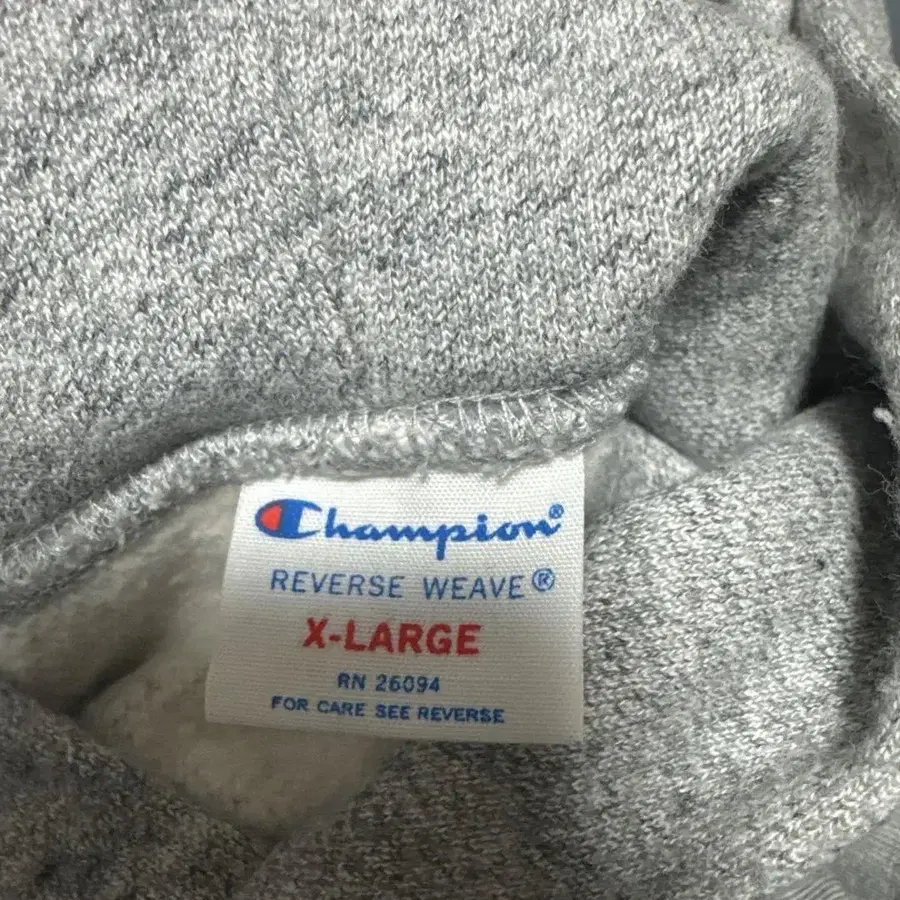 Champion®
REVERSE WEAVE®
X-LARGE
RN 26094
FOR CARE SEE REVERSE